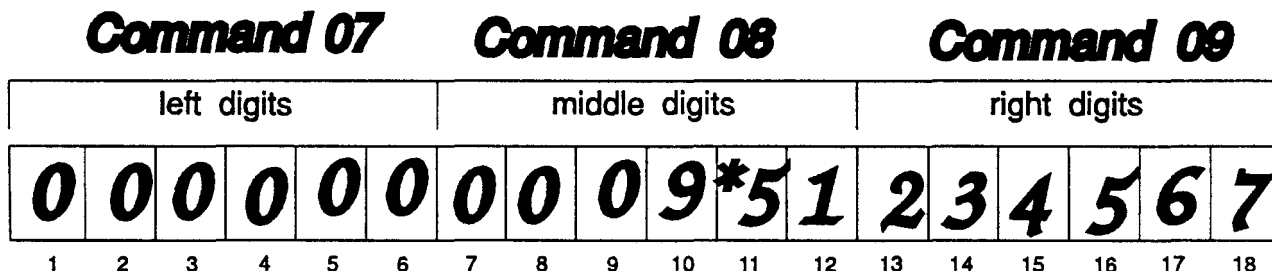 Command 07 Command 08 Command 09
left digits middle digits right digits
0 0 0 0 0 0 0 0 0 9 *5 1 2 3 4 5 6 7
1 2 3 4 5 6 7 8 9 10 11 12 13 14 15 16 17 18